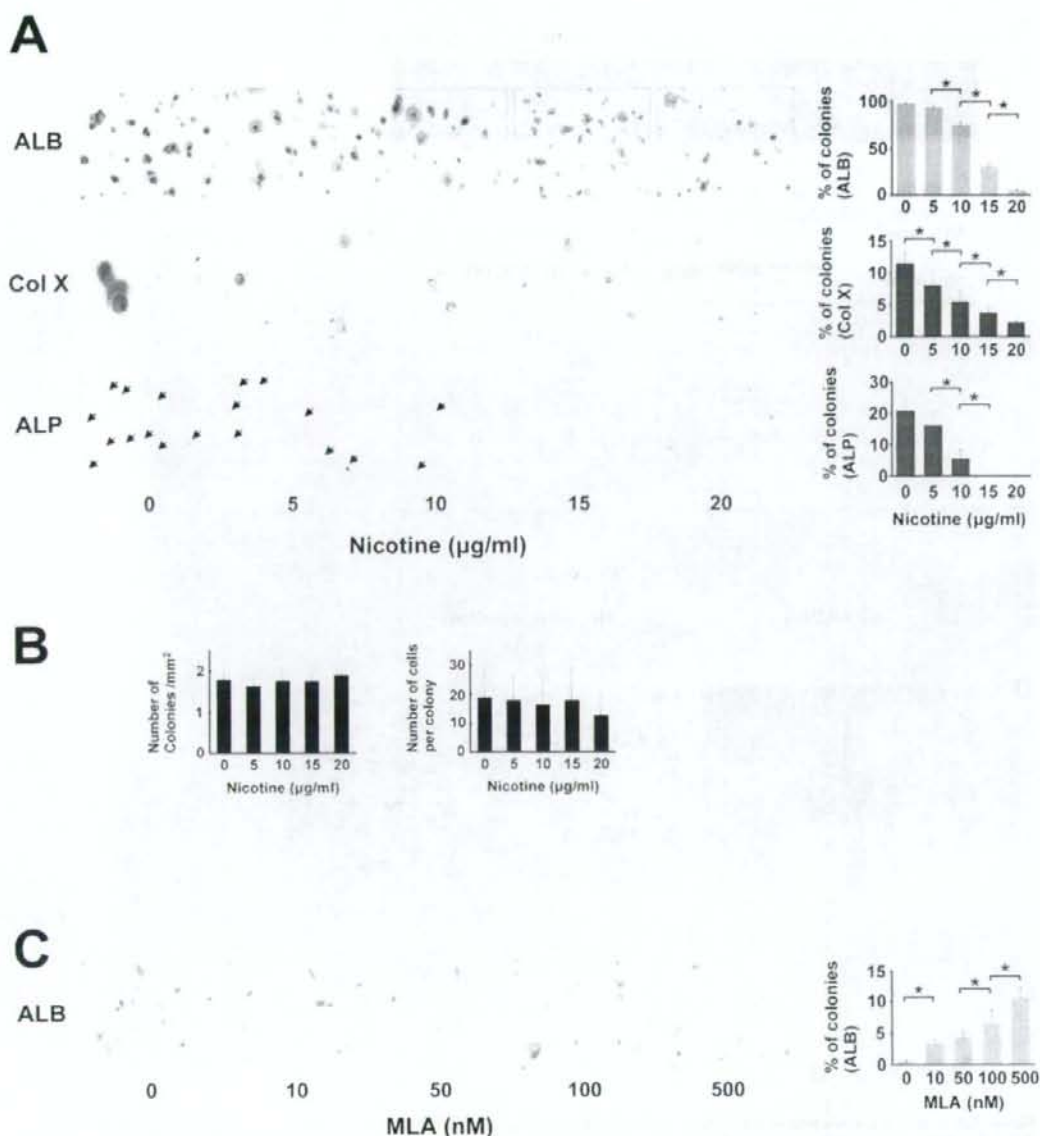 A
ALB
Col X
ALP
0 5 10 15 20
Nicotine (µg/ml)
% of colonies
(ALB)
100
50
0
* * *
0 5 10 15 20
% of colonies
(Col X)
15
10
5
0
* * * *
0 5 10 15 20
% of colonies
(ALP)
30
20
10
0
* *
0 5 10 15 20
Nicotine (µg/ml)
B
Number of
Colonies /mm²
2
1
0
0 5 10 15 20
Nicotine (µg/ml)
Number of cells
per colony
30
20
10
0
0 5 10 15 20
Nicotine (µg/ml)
C
ALB
0 10 50 100 500
MLA (nM)
% of colonies
(ALB)
15
10
5
0
* * *
0 10 50 100 500
MLA (nM)